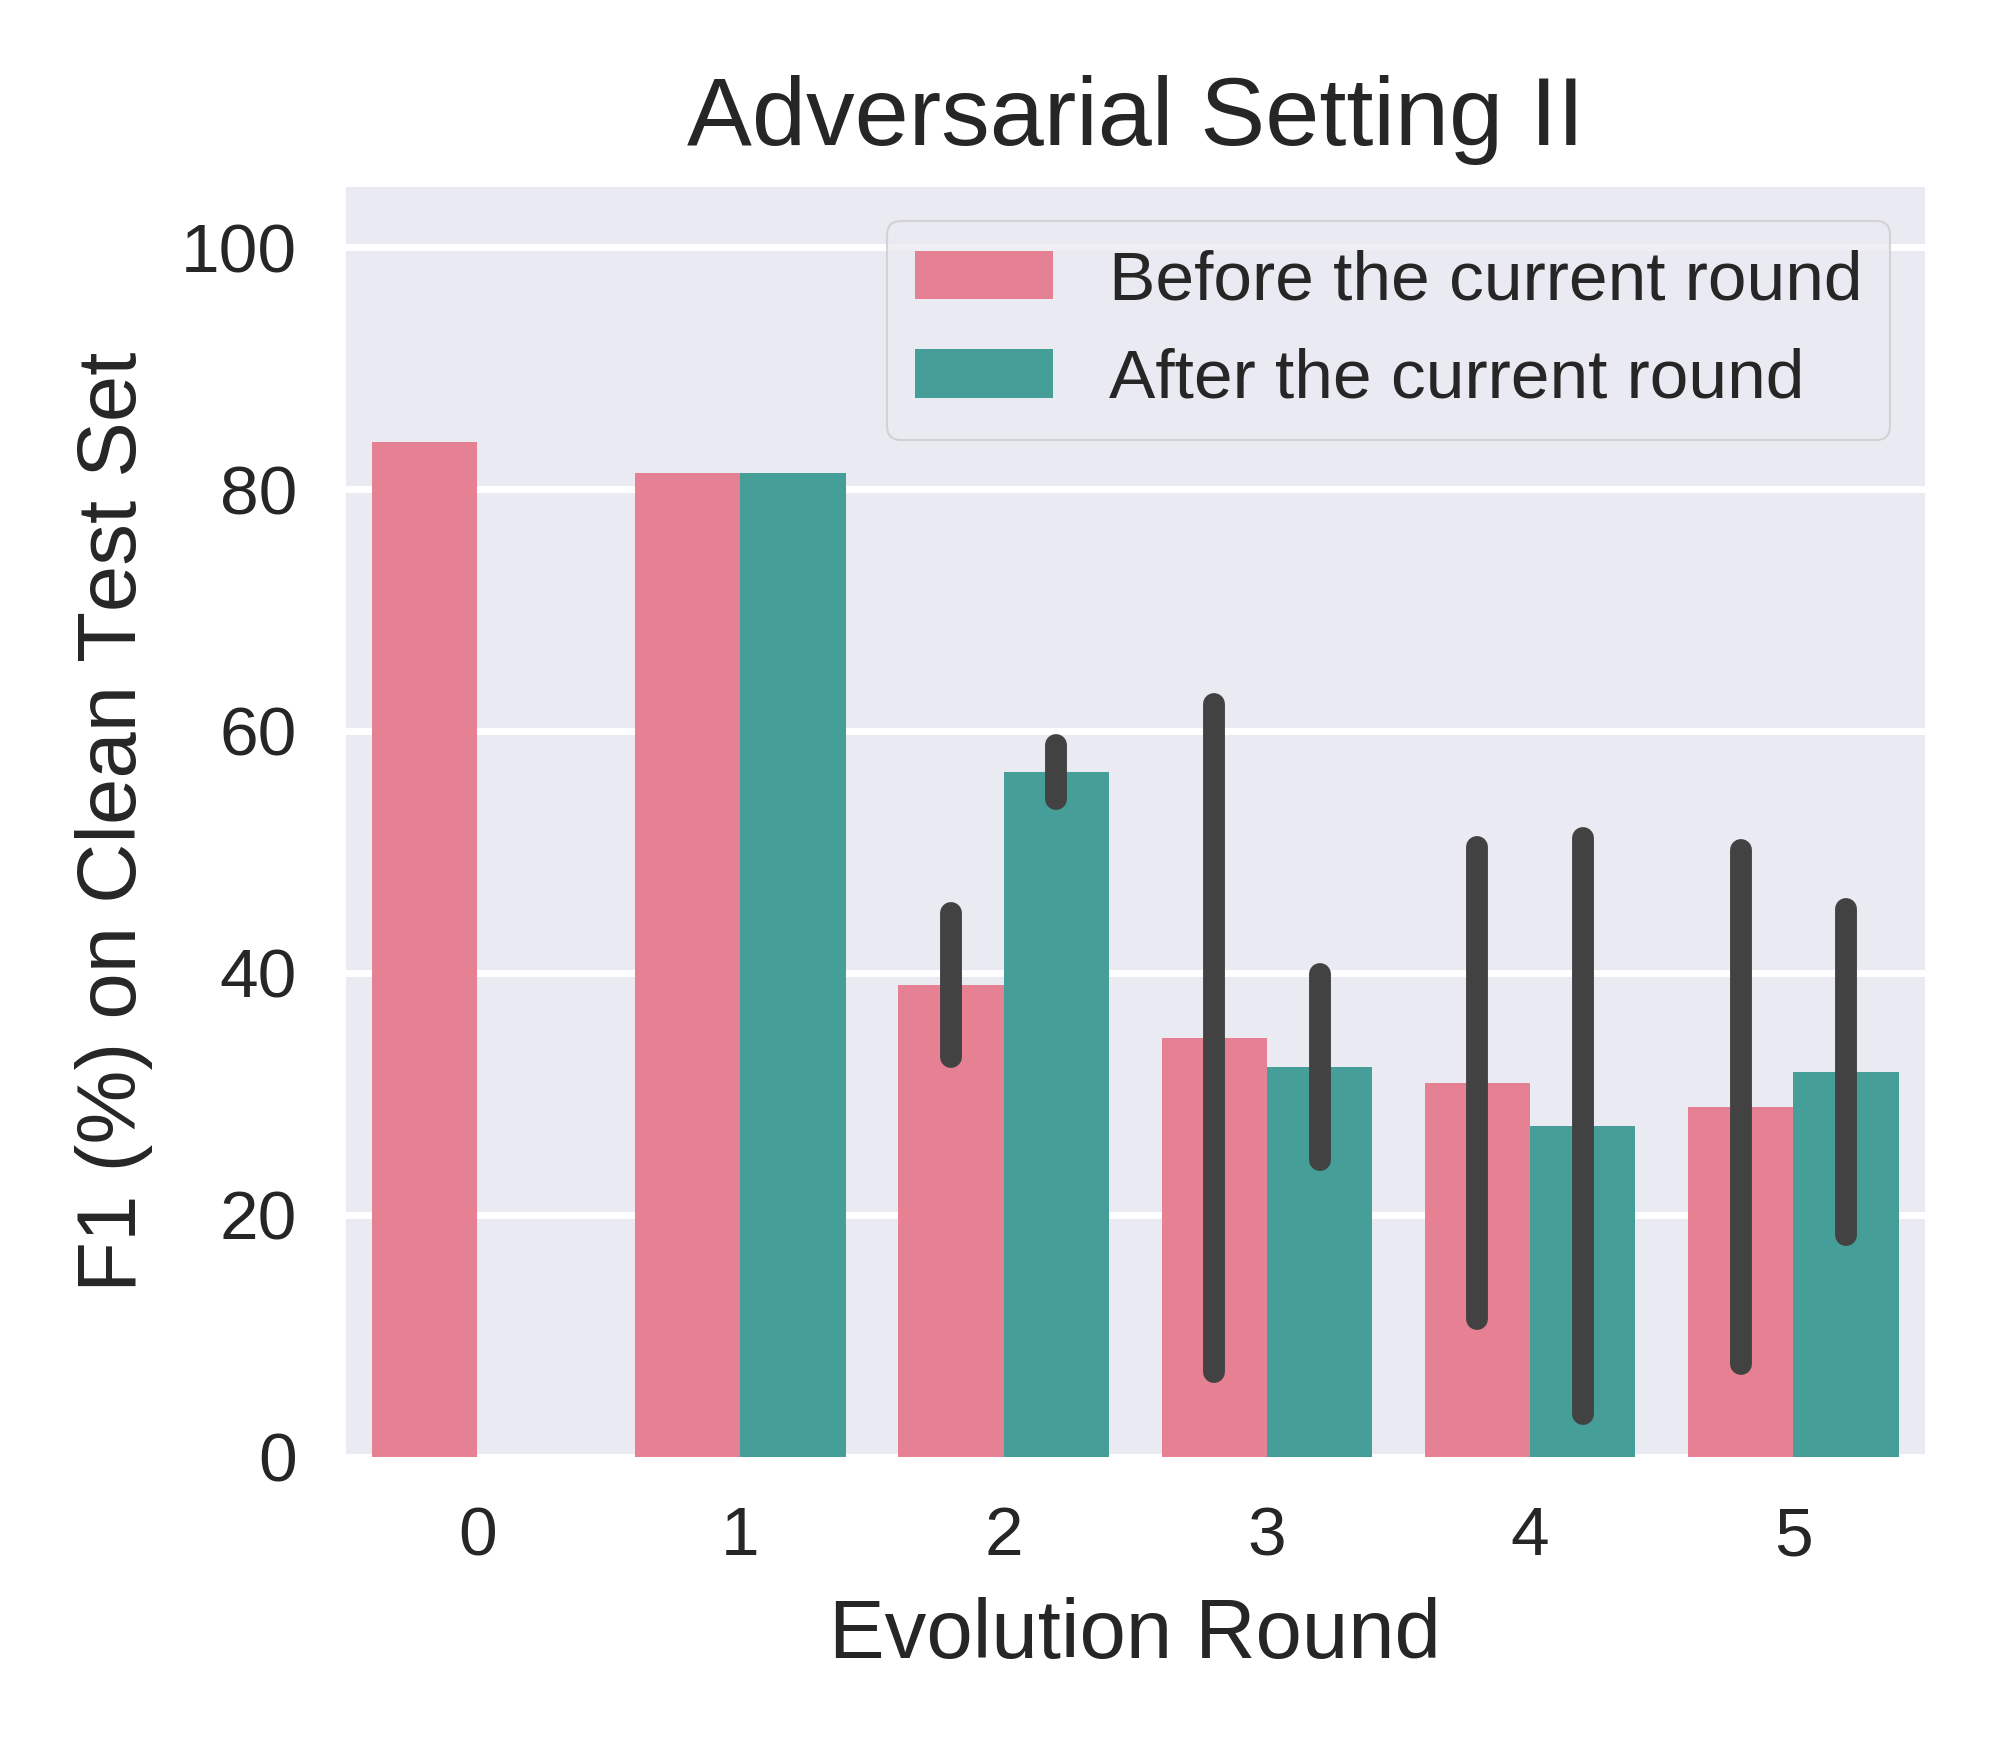 Adversarial Setting II
Before the current round
After the current round
100
80
60
40
20
0
F1 (%) on Clean Test Set
0 1 2 3 4 5
Evolution Round